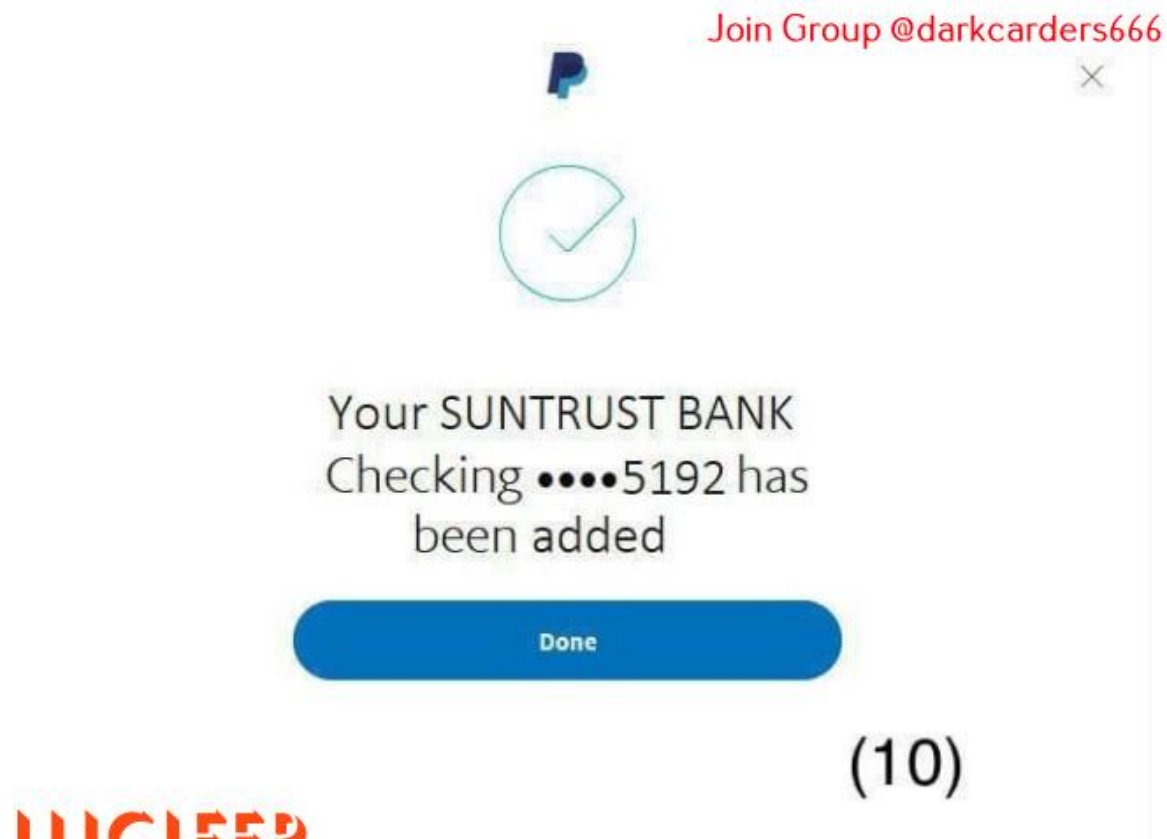 Join Group @darkcarders666
Your SUNTRUST BANK
Checking ••••5192 has
been added
Done
(10)